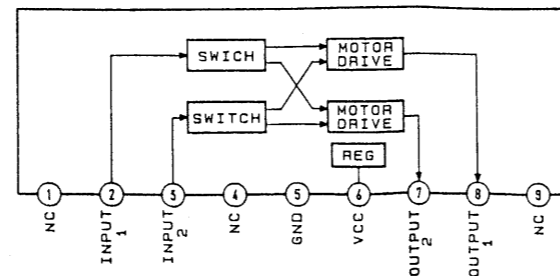 SWICH
MOTOR
DRIVE
SWITCH
MOTOR
DRIVE
REG
1 2 3 4 5 6 7 8 9
NC
INPUT
1
INPUT
2
NC
GND
VCC
OUTPUT
2
OUTPUT
1
NC